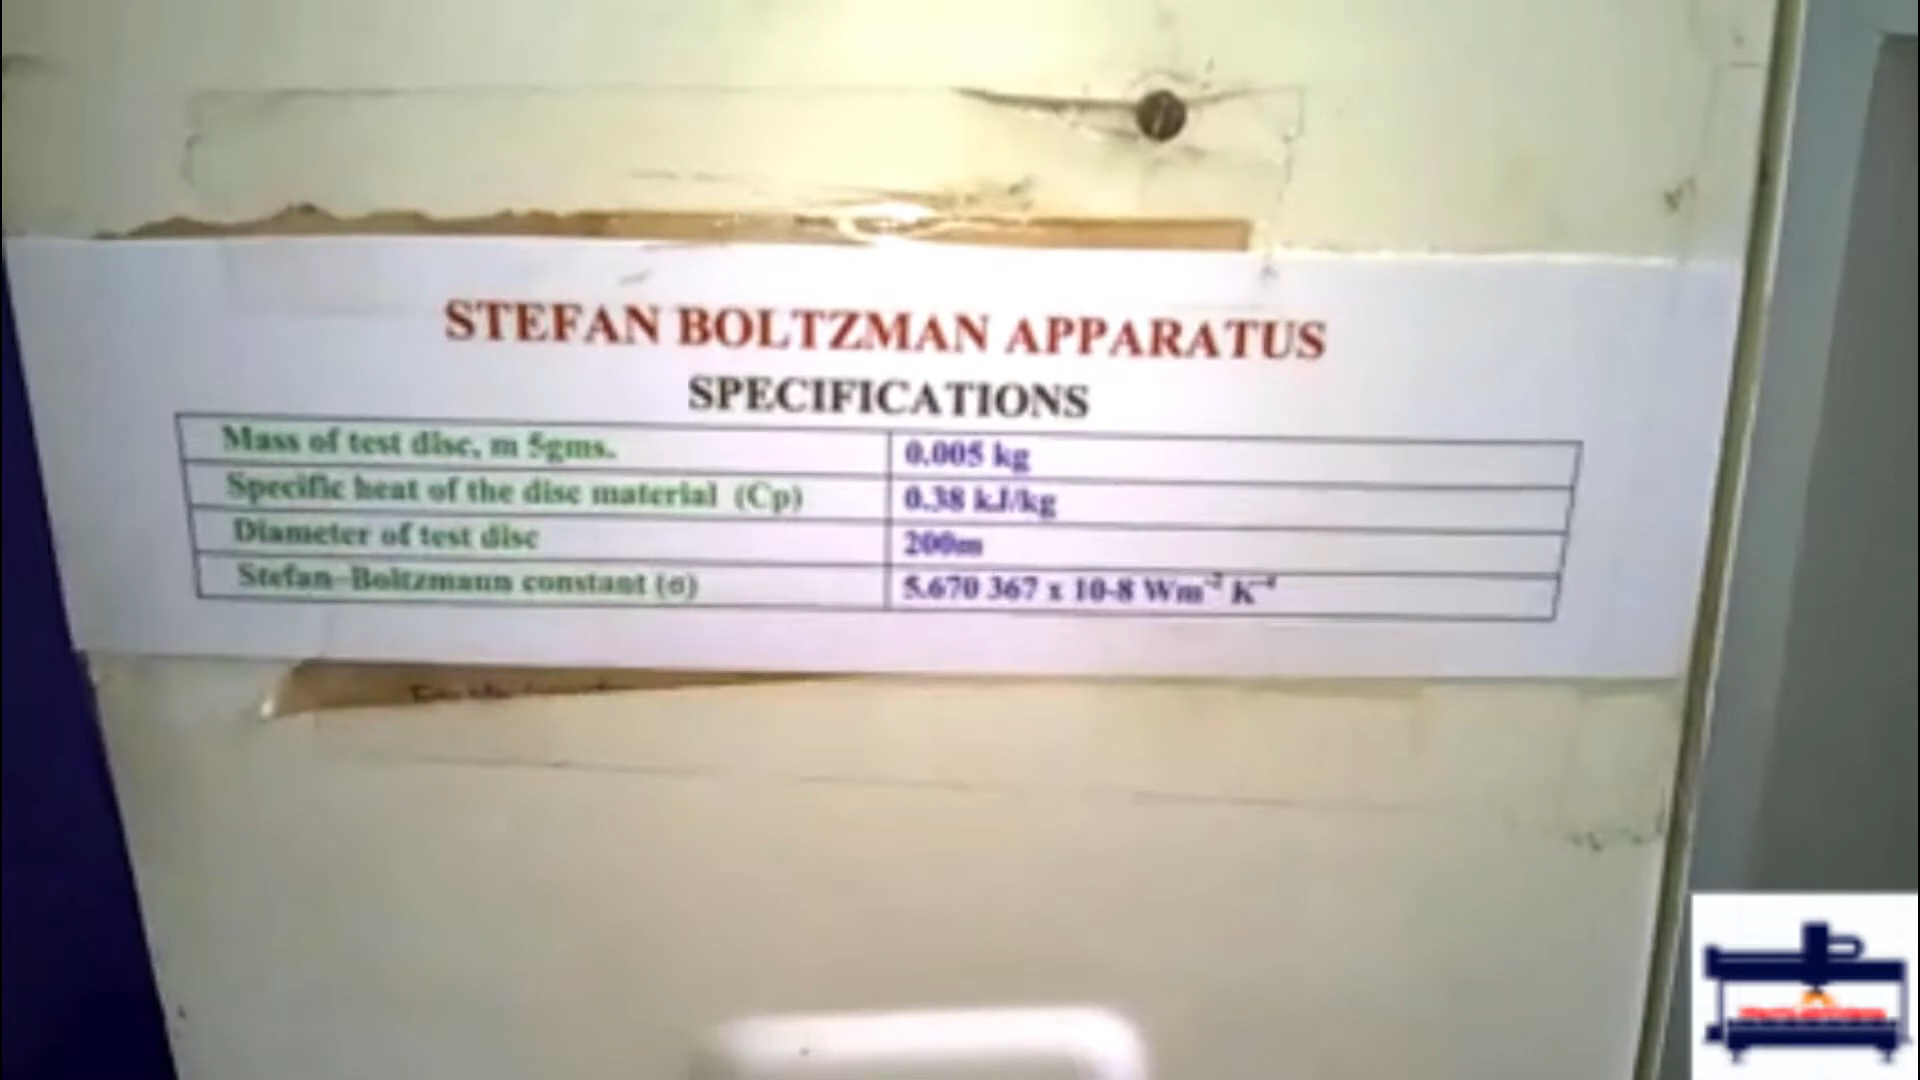 STEFAN BOLTZMAN APPARATUS
SPECIFICATIONS
Mass of test disc, m 5gms. 0.005 kg
Specific heat of the disc material (Cp) 0.38 kJ/kg
Diameter of test disc 200m
Stefan–Boltzmann constant (σ) 5.670 367 x 10-8 Wm⁻² K⁻⁴